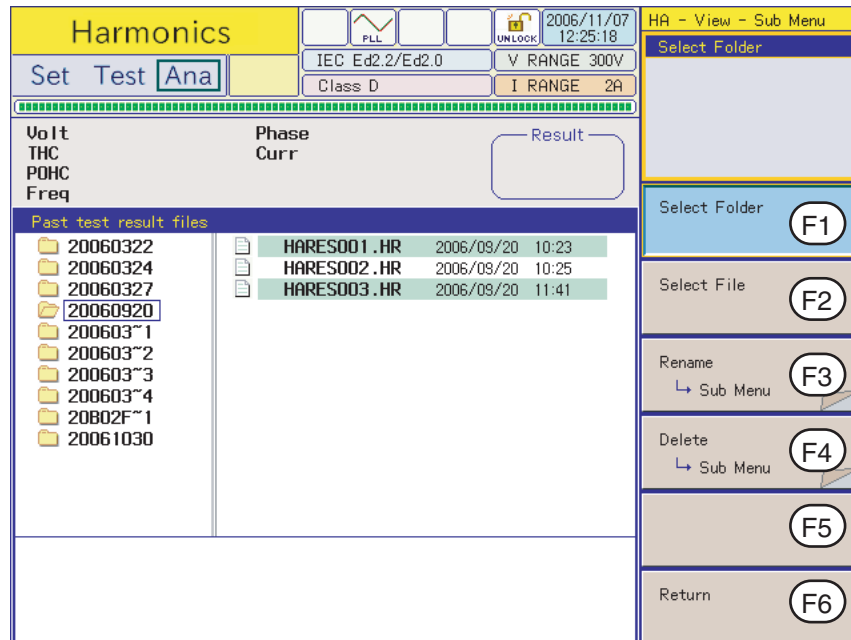 Harmonics
PLL
UNLOCK
2006/11/07
12:25:18
Set Test Ana
IEC Ed2.2/Ed2.0
V RANGE 300V
Class D
I RANGE 2A
Volt
Phase
Result
THC
Curr
POHC
Freq
Past test result files
20060322
20060324
20060327
20060920
200603~1
200603~2
200603~3
200603~4
20B02F~1
20061030
HARES001.HR 2006/09/20 10:23
HARES002.HR 2006/09/20 10:25
HARES003.HR 2006/09/20 11:41
HA - View - Sub Menu
Select Folder
Select Folder F1
Select File F2
Rename
Sub Menu
F3
Delete
Sub Menu
F4
F5
Return F6